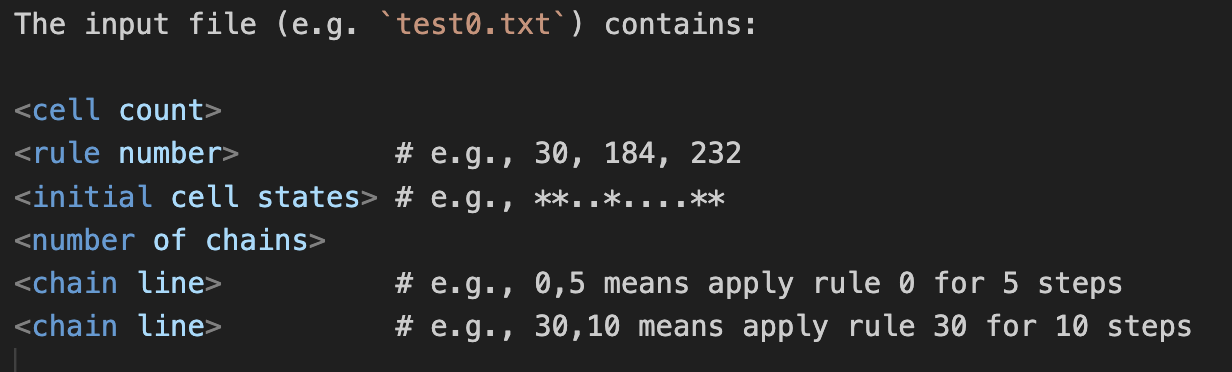 The input file (e.g. `test0.txt`) contains:
<cell count>
<rule number> # e.g., 30, 184, 232
<initial cell states> # e.g., **..*....**
<number of chains>
<chain line> # e.g., 0,5 means apply rule 0 for 5 steps
<chain line> # e.g., 30,10 means apply rule 30 for 10 steps